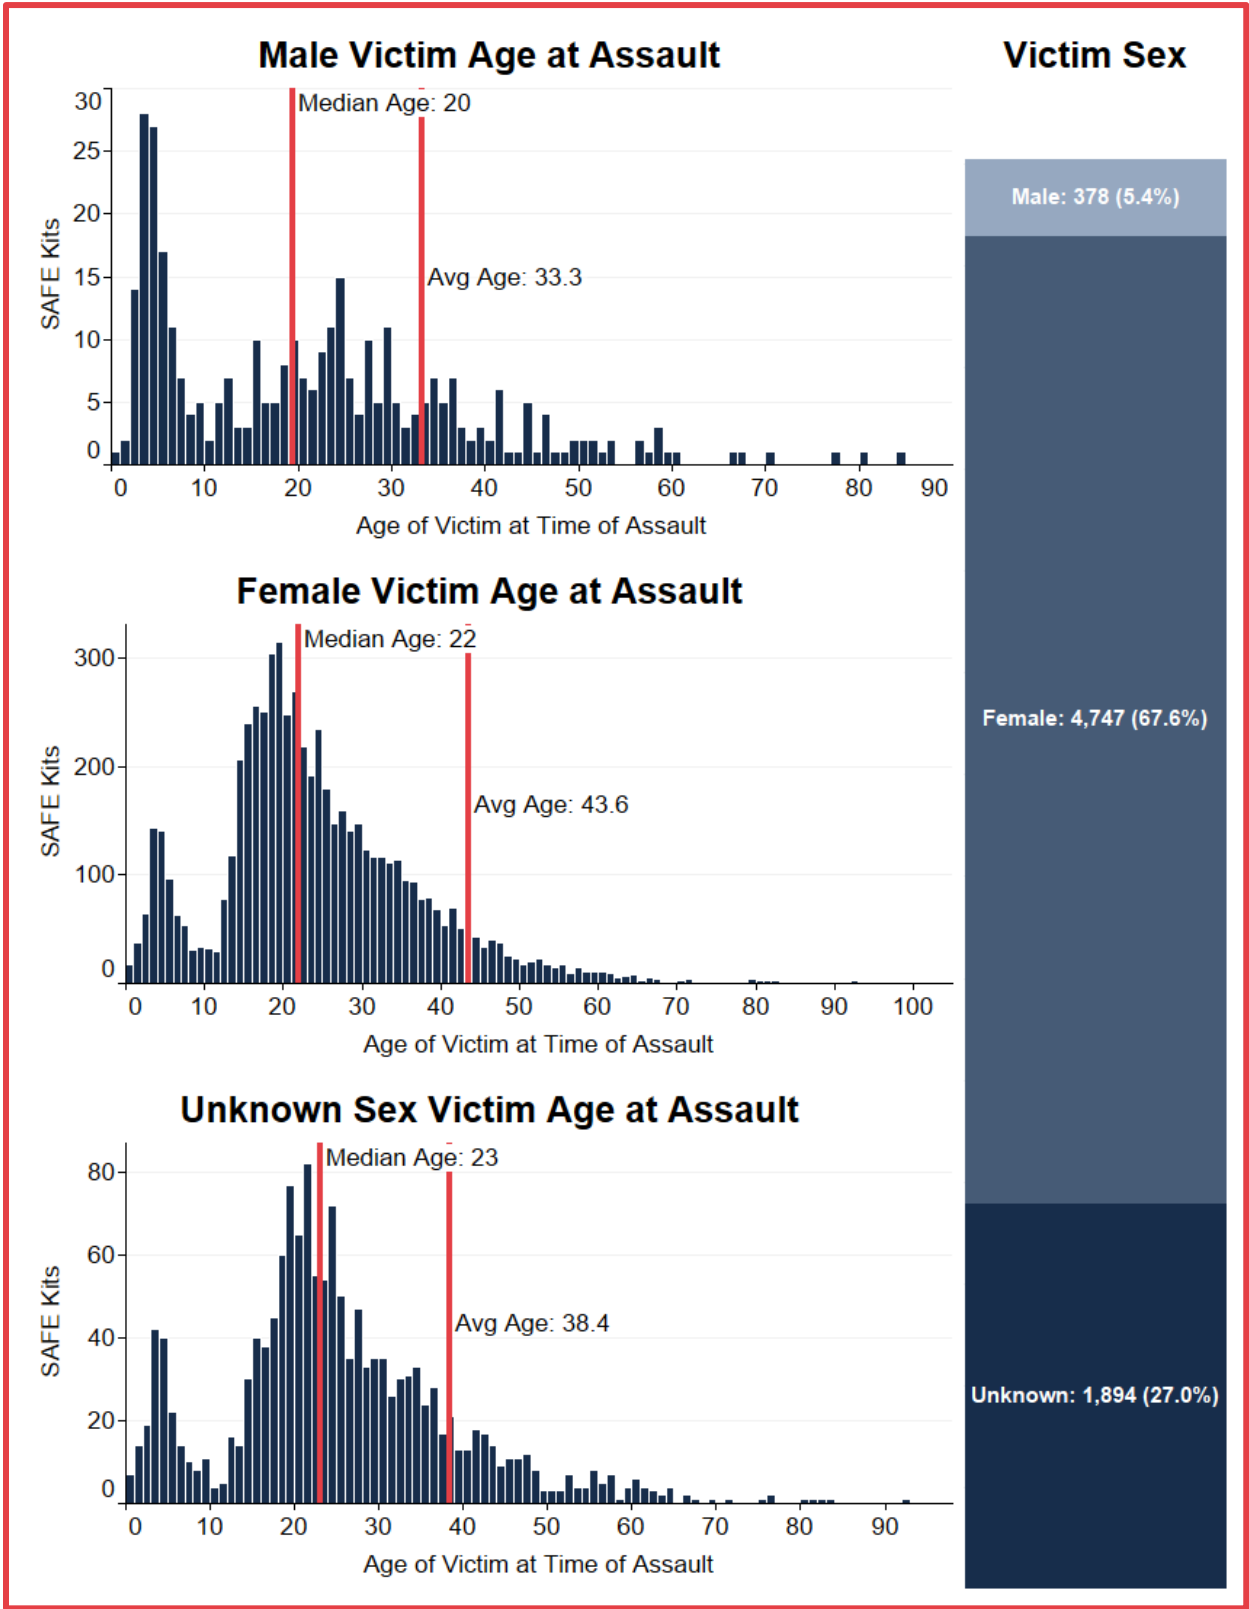 Male Victim Age at Assault
Median Age: 20
Avg Age: 33.3
SAFE Kits
30
25
20
15
10
5
0
0 10 20 30 40 50 60 70 80 90
Age of Victim at Time of Assault
Female Victim Age at Assault
Median Age: 22
Avg Age: 43.6
SAFE Kits
300
200
100
0
0 10 20 30 40 50 60 70 80 90 100
Age of Victim at Time of Assault
Unknown Sex Victim Age at Assault
Median Age: 23
Avg Age: 38.4
SAFE Kits
80
60
40
20
0
0 10 20 30 40 50 60 70 80 90
Age of Victim at Time of Assault
Victim Sex
Male: 378 (5.4%)
Female: 4,747 (67.6%)
Unknown: 1,894 (27.0%)